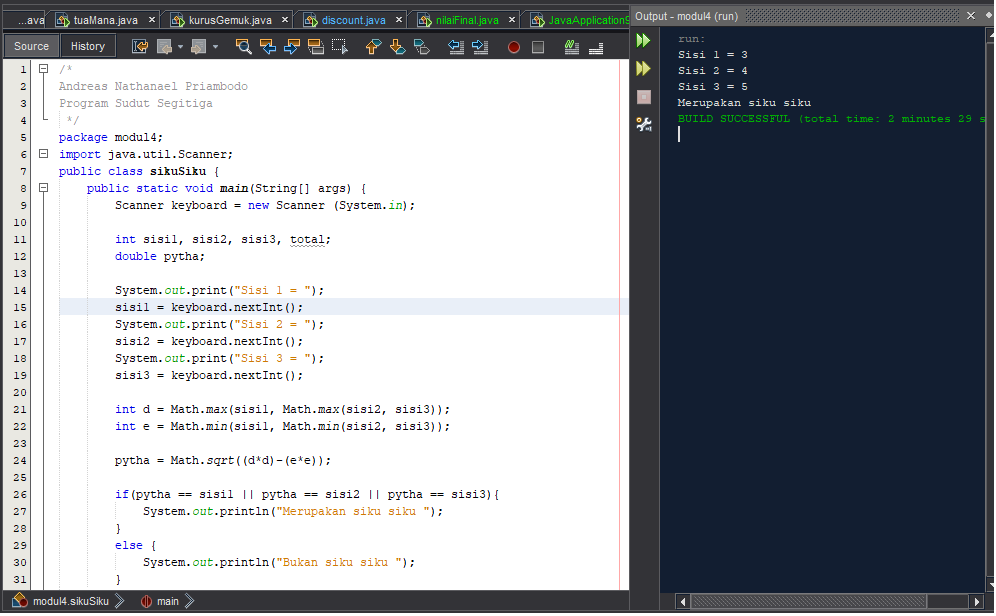 ...ava tuaMana.java × kurusGemuk.java × discount.java × nilaiFinal.java × JavaApplication9
Source History
1 /*
2 Andreas Nathanael Priambodo
3 Program Sudut Segitiga
4 */
5 package modul4;
6 import java.util.Scanner;
7 public class sikuSiku {
8 public static void main(String[] args) {
9 Scanner keyboard = new Scanner (System.in);
10
11 int sisi1, sisi2, sisi3, total;
12 double pytha;
13
14 System.out.print("Sisi 1 = ");
15 sisi1 = keyboard.nextInt();
16 System.out.print("Sisi 2 = ");
17 sisi2 = keyboard.nextInt();
18 System.out.print("Sisi 3 = ");
19 sisi3 = keyboard.nextInt();
20
21 int d = Math.max(sisi1, Math.max(sisi2, sisi3));
22 int e = Math.min(sisi1, Math.min(sisi2, sisi3));
23
24 pytha = Math.sqrt((d*d)-(e*e));
25
26 if(pytha == sisi1 || pytha == sisi2 || pytha == sisi3){
27 System.out.println("Merupakan siku siku ");
28 }
29 else {
30 System.out.println("Bukan siku siku ");
31 }
modul4.sikuSiku main
Output - modul4 (run) ×
run:
Sisi 1 = 3
Sisi 2 = 4
Sisi 3 = 5
Merupakan siku siku
BUILD SUCCESSFUL (total time: 2 minutes 29 s